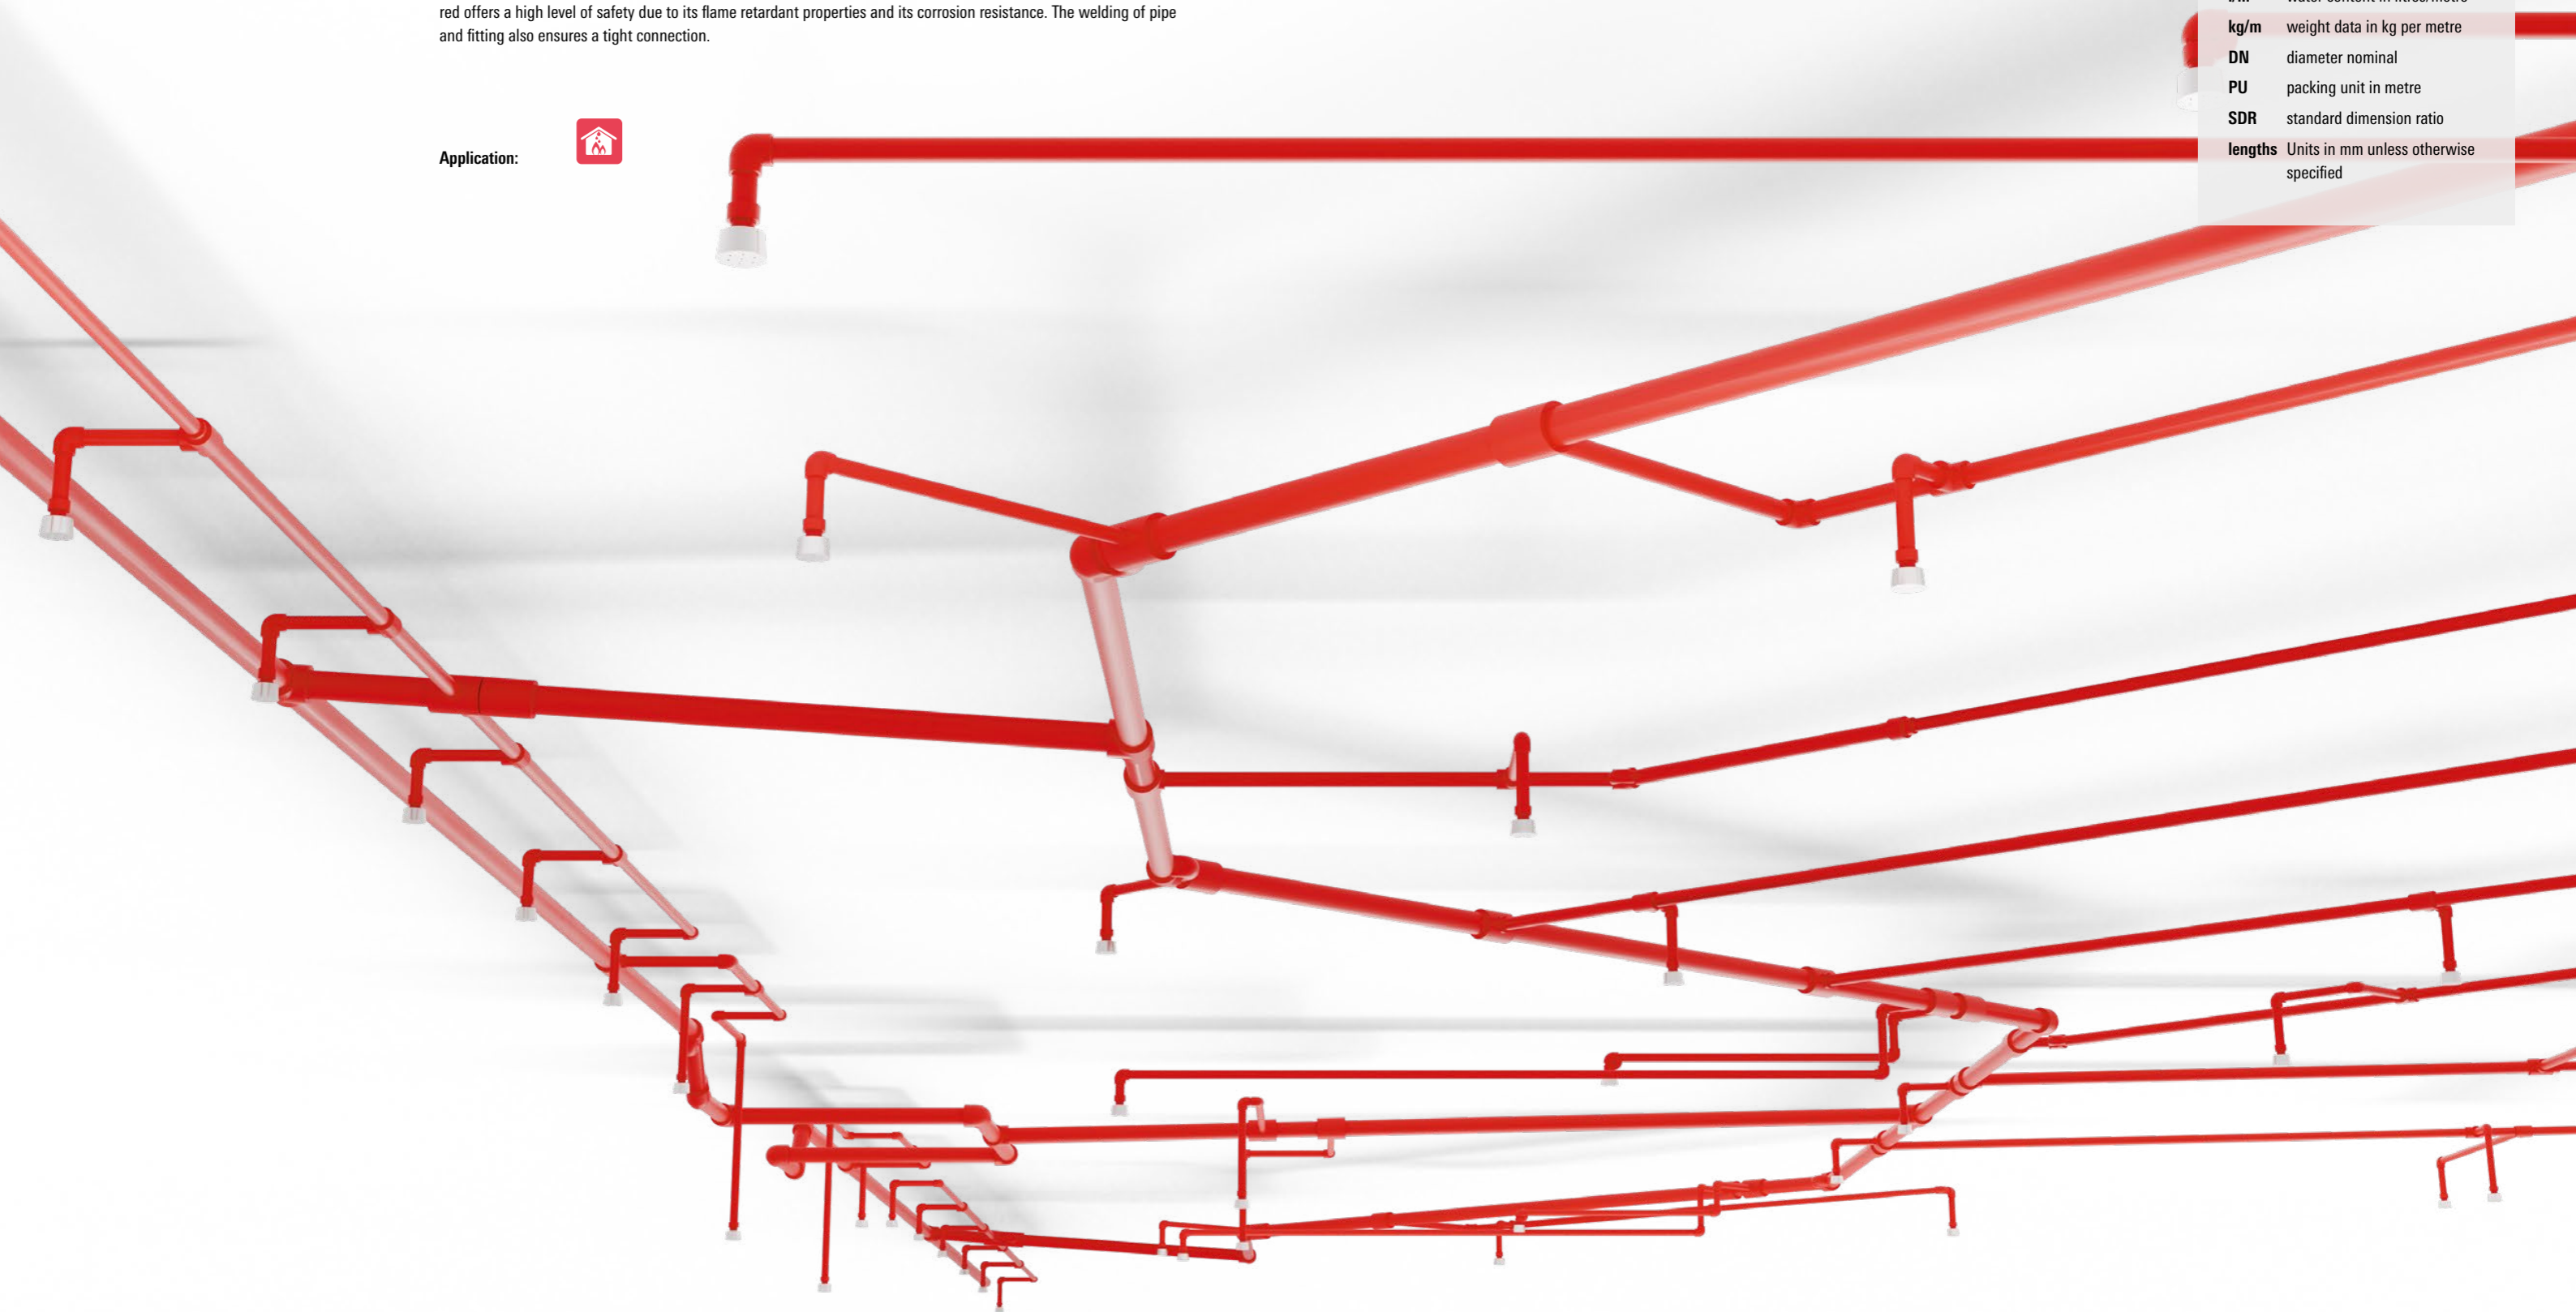 red offers a high level of safety due to its flame retardant properties and its corrosion resistance. The welding of pipe
and fitting also ensures a tight connection.
Application:
kg/m weight data in kg per metre
DN diameter nominal
PU packing unit in metre
SDR standard dimension ratio
lengths Units in mm unless otherwise
specified